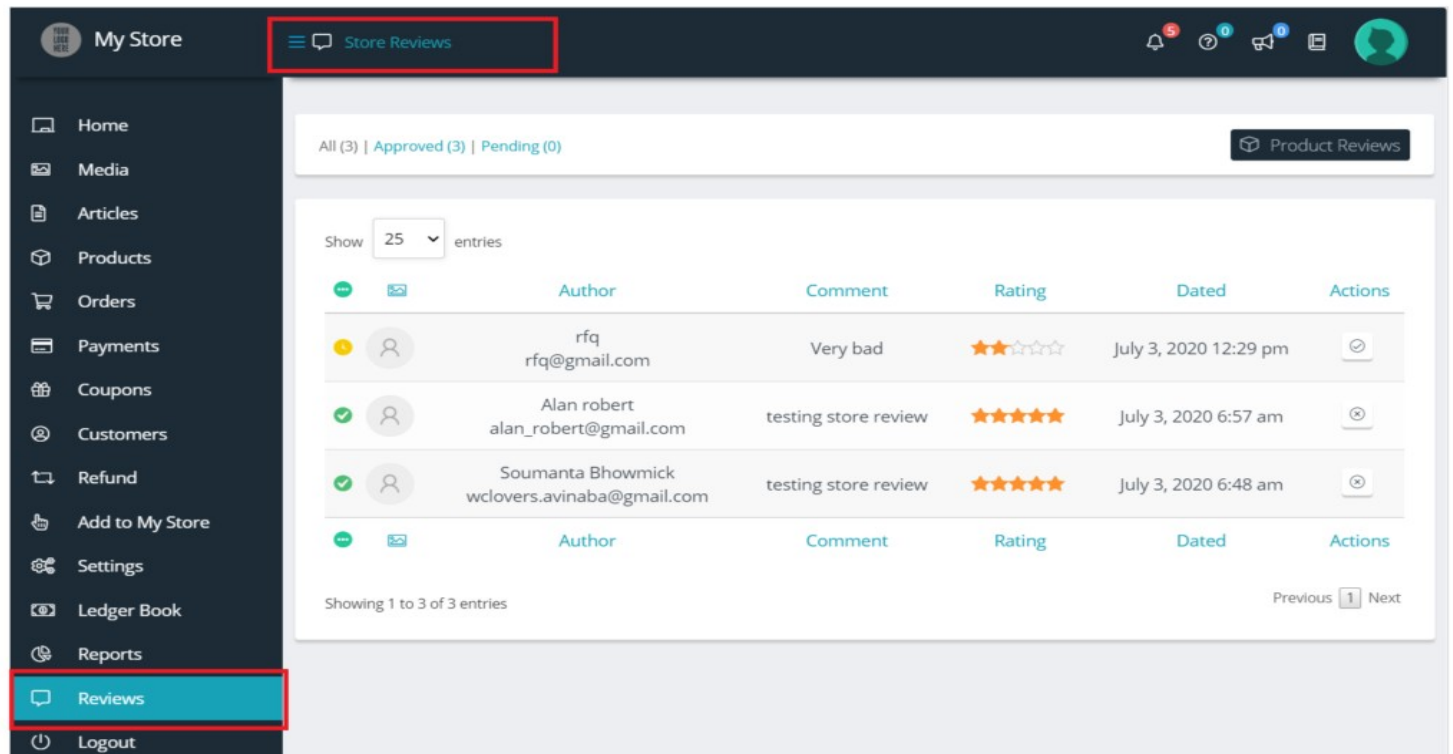 YOUR LOGO HERE
My Store
Store Reviews
5
0
0
Home
Media
Articles
Products
Orders
Payments
Coupons
Customers
Refund
Add to My Store
Settings
Ledger Book
Reports
Reviews
Logout
All (3) | Approved (3) | Pending (0)
Product Reviews
Show 25 entries
Author Comment Rating Dated Actions
rfq
rfq@gmail.com
Very bad
July 3, 2020 12:29 pm
Alan robert
alan_robert@gmail.com
testing store review
July 3, 2020 6:57 am
Soumanta Bhowmick
wclovers.avinaba@gmail.com
testing store review
July 3, 2020 6:48 am
Author Comment Rating Dated Actions
Showing 1 to 3 of 3 entries
Previous 1 Next